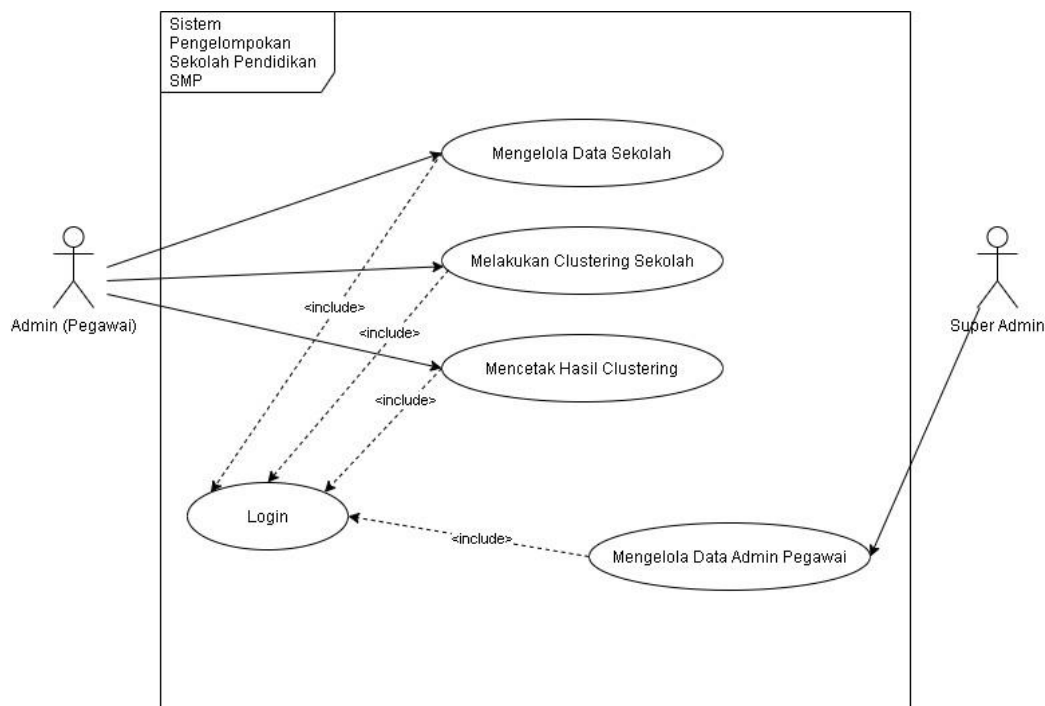 Sistem
Pengelompokan
Sekolah Pendidikan
SMP
Mengelola Data Sekolah
Melakukan Clustering Sekolah
<include>
<include>
Admin (Pegawai)
Super Admin
Mencetak Hasil Clustering
<include>
Login
<include>
Mengelola Data Admin Pegawai